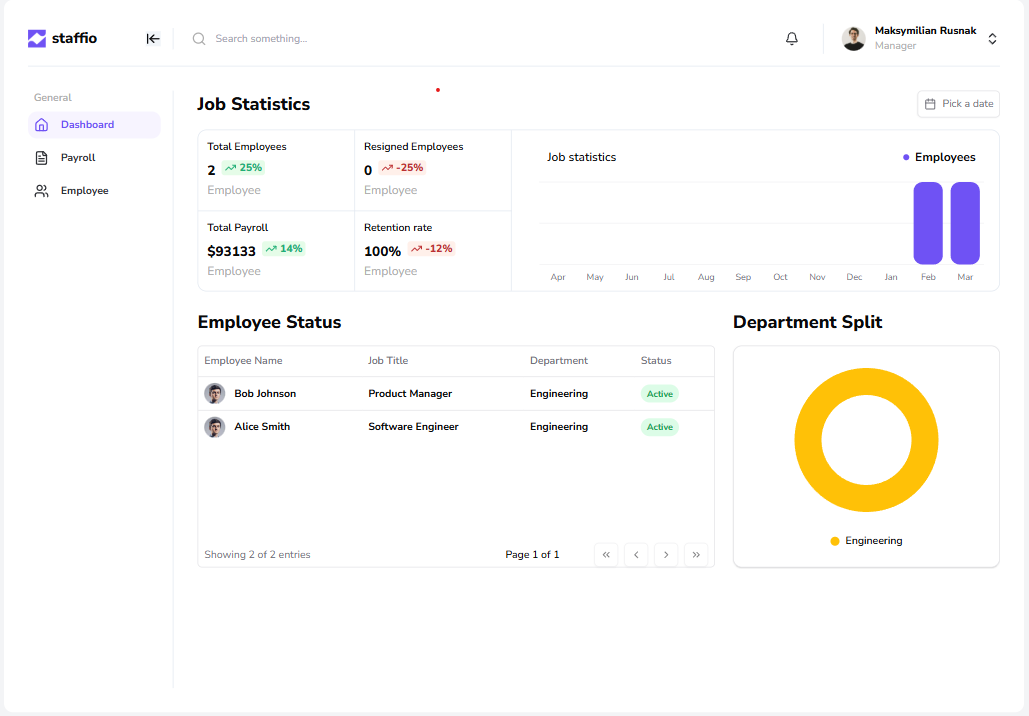 staffio
Search something...
Maksymilian Rusnak
Manager
General
Dashboard
Payroll
Employee
Job Statistics
Pick a date
Total Employees
2 25%
Employee
Resigned Employees
0 -25%
Employee
Total Payroll
$93133 14%
Employee
Retention rate
100% -12%
Employee
Job statistics
Employees
Apr May Jun Jul Aug Sep Oct Nov Dec Jan Feb Mar
Employee Status
Employee Name Job Title Department Status
Bob Johnson Product Manager Engineering Active
Alice Smith Software Engineer Engineering Active
Showing 2 of 2 entries
Page 1 of 1
Department Split
Engineering